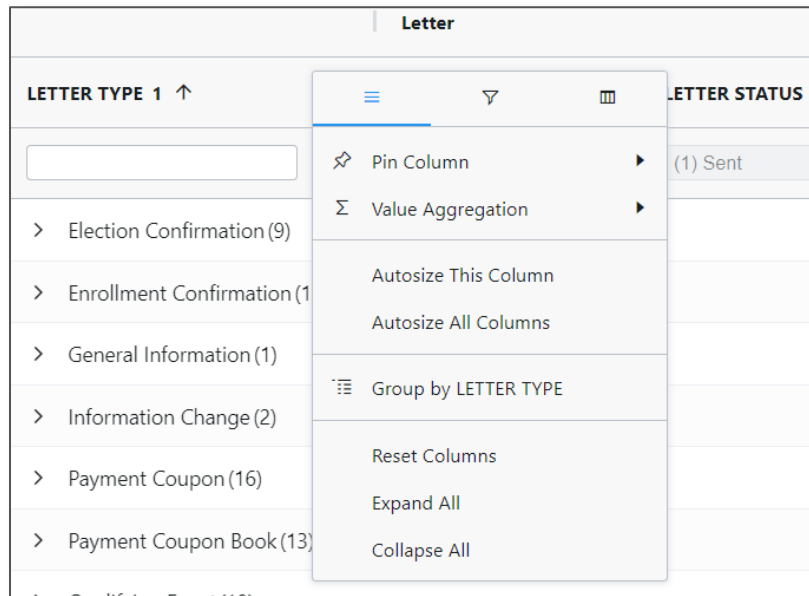 Letter
LETTER TYPE 1
LETTER STATUS
(1) Sent
Pin Column
Value Aggregation
Autosize This Column
Autosize All Columns
Group by LETTER TYPE
Reset Columns
Expand All
Collapse All
Election Confirmation (9)
Enrollment Confirmation (1
General Information (1)
Information Change (2)
Payment Coupon (16)
Payment Coupon Book (13)